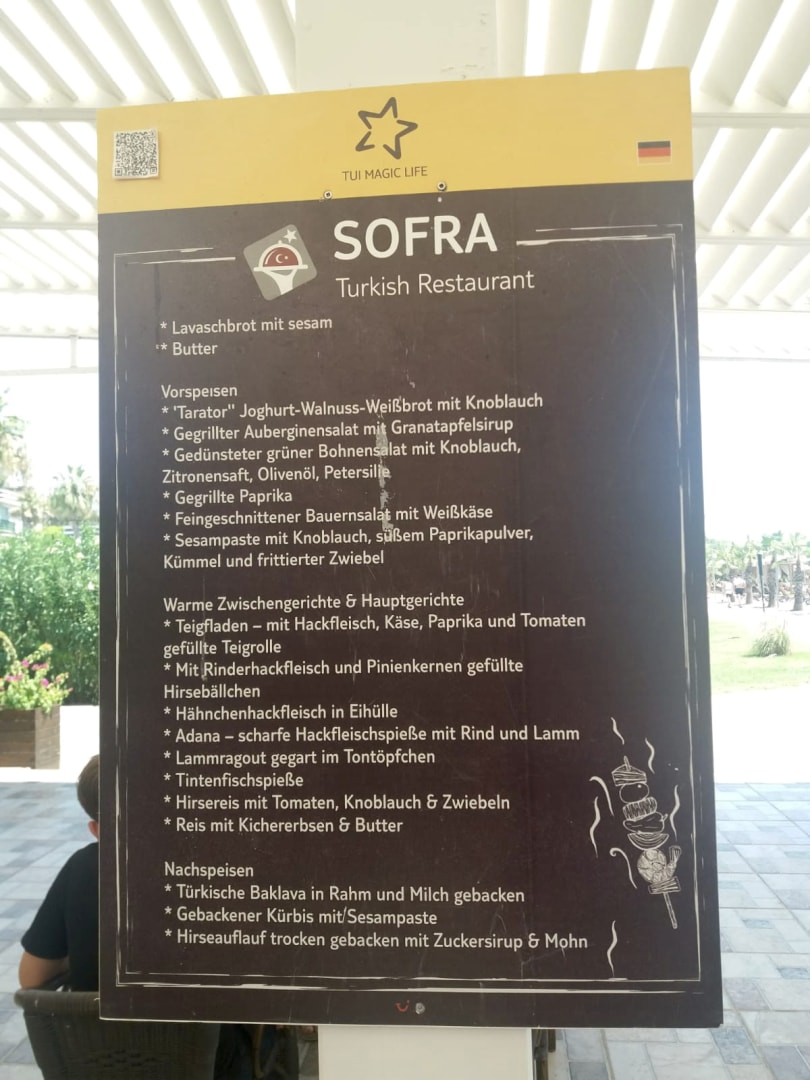 TUI MAGIC LIFE
SOFRA
Turkish Restaurant
* Lavaschbrot mit sesam
* Butter
Vorspeisen
* 'Tarator" Joghurt-Walnuss-Weißbrot mit Knoblauch
* Gegrillter Auberginensalat mit Granatapfelsirup
* Gedünsteter grüner Bohnensalat mit Knoblauch,
Zitronensaft, Olivenöl, Petersilie
* Gegrillte Paprika
* Feingeschnittener Bauernsalat mit Weißkäse
* Sesampaste mit Knoblauch, süßem Paprikapulver,
Kümmel und frittierter Zwiebel
Warme Zwischengerichte & Hauptgerichte
* Teigfladen – mit Hackfleisch, Käse, Paprika und Tomaten
gefüllte Teigrolle
* Mit Rinderhackfleisch und Pinienkernen gefüllte
Hirsebällchen
* Hähnchenhackfleisch in Eihülle
* Adana – scharfe Hackfleischspieße mit Rind und Lamm
* Lammragout gegart im Tontöpfchen
* Tintenfischspieße
* Hirsereis mit Tomaten, Knoblauch & Zwiebeln
* Reis mit Kichererbsen & Butter
Nachspeisen
* Türkische Baklava in Rahm und Milch gebacken
* Gebackener Kürbis mit/Sesampaste
* Hirseauflauf trocken gebacken mit Zuckersirup & Mohn